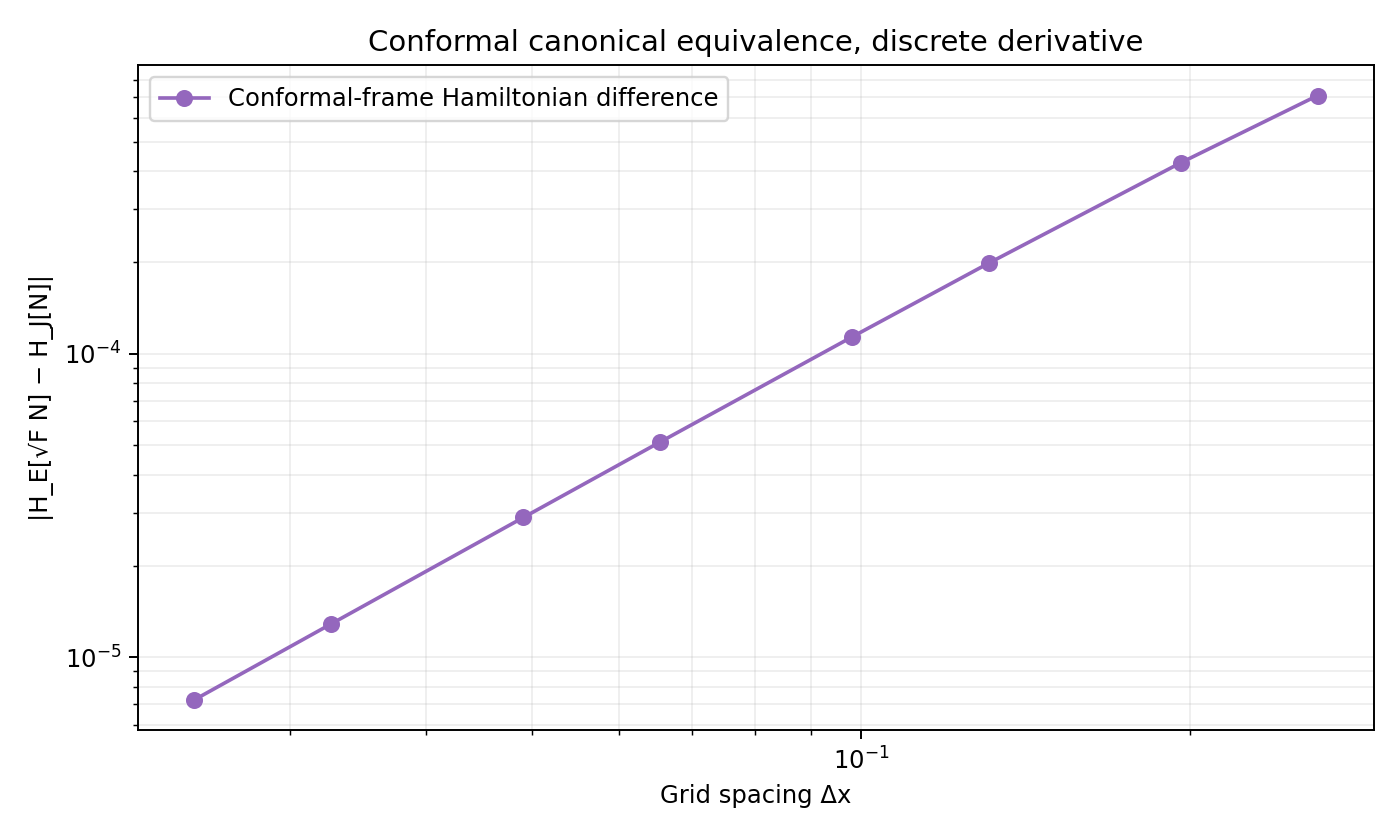 Conformal canonical equivalence, discrete derivative
Conformal-frame Hamiltonian difference
|H_E[√F N] − H_J[N]|
10⁻⁴
10⁻⁵
10⁻¹
Grid spacing Δx